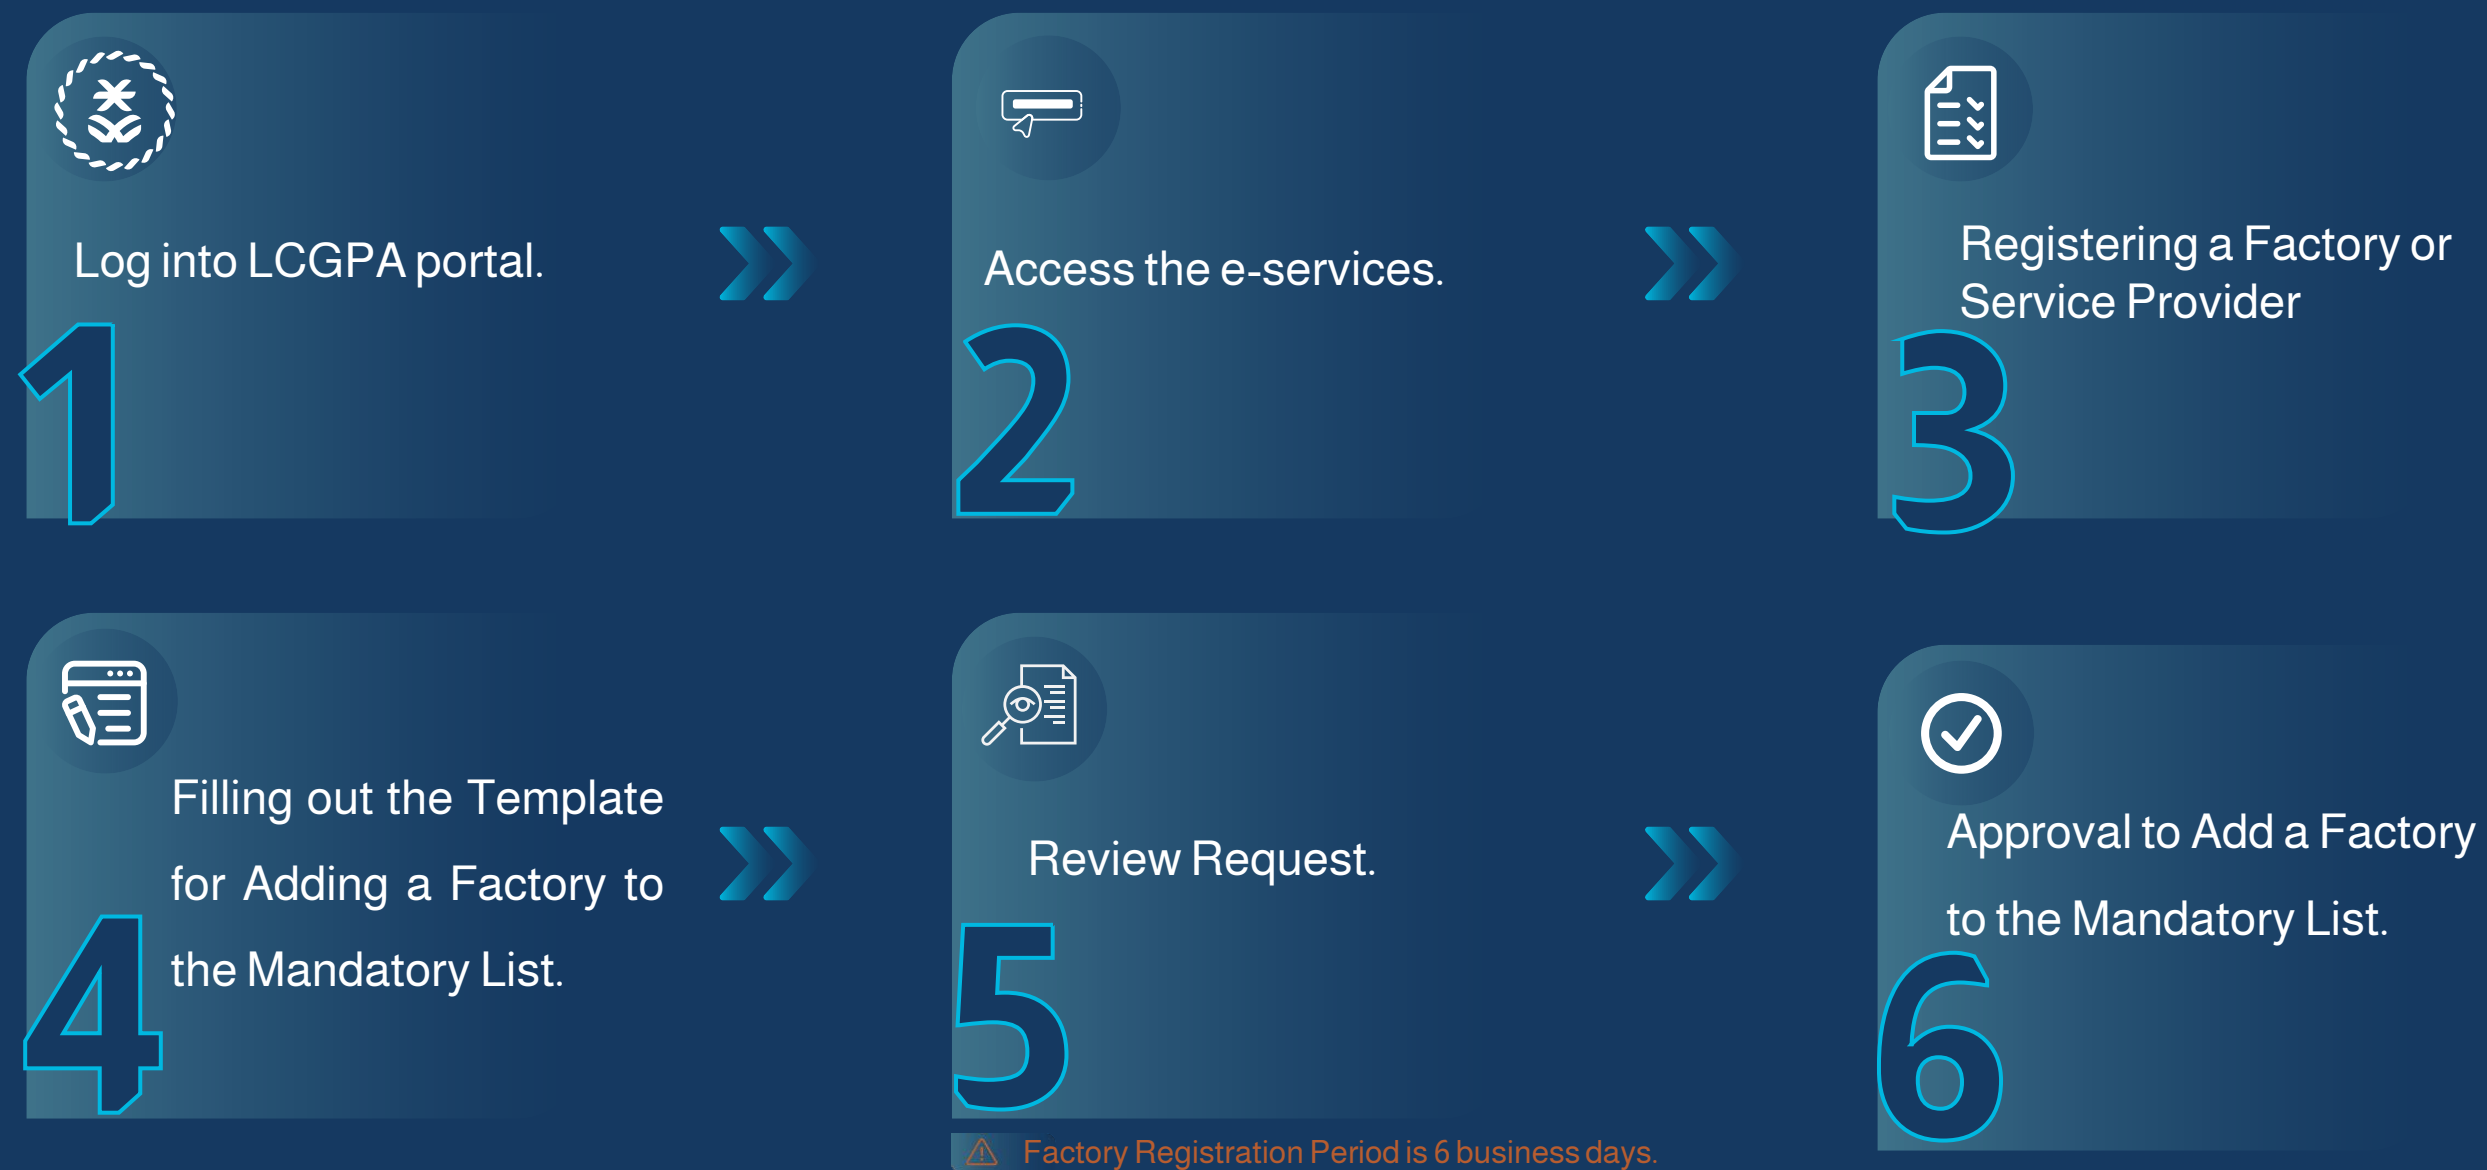 Log into LCGPA portal.
1
Access the e-services.
2
Registering a Factory or
Service Provider
3
Filling out the Template
for Adding a Factory to
the Mandatory List.
4
Review Request.
5
Factory Registration Period is 6 business days.
Approval to Add a Factory
to the Mandatory List.
6